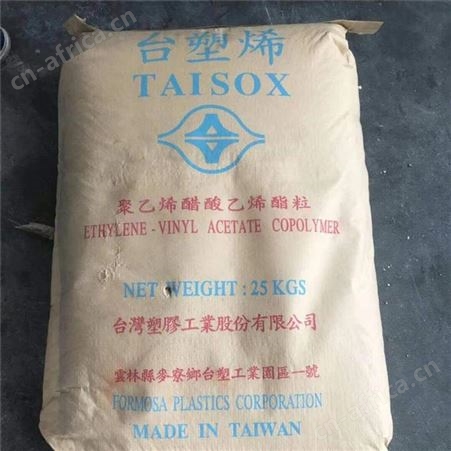 台塑烯
TAISOX
聚乙烯醋酸乙烯酯粒
ETHYLENE - VINYL ACETATE COPOLYMER
NET WEIGHT : 25 KGS
台灣塑膠工業股份有限公司
雲林縣麥寮鄉台塑工業園區一號
FORMOSA PLASTICS CORPORATION
MADE IN TAIWAN
cn-africa.com